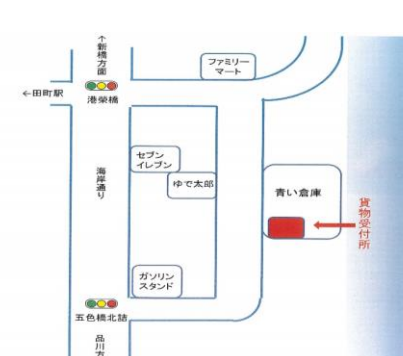 ↑新橋方面
ファミリー
マート
←田町駅
港榮橋
セブン
イレブン
ゆで太郎
海岸通り
青い倉庫
貨物受付所
ガソリン
スタンド
五色橋北詰
品川方